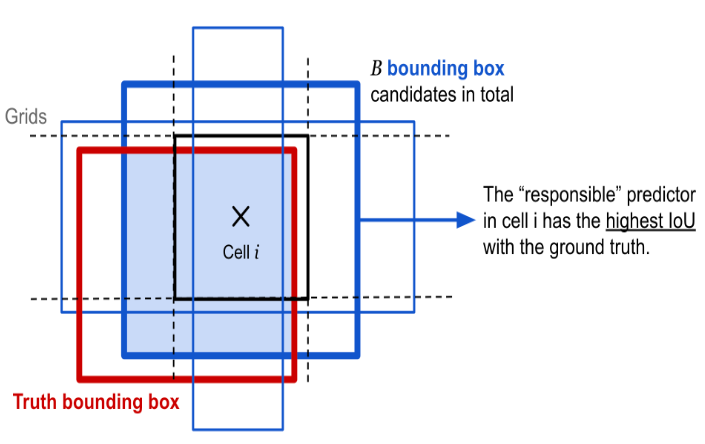 B bounding box
candidates in total
Grids
The “responsible” predictor
in cell i has the highest IoU
with the ground truth.
Cell i
Truth bounding box